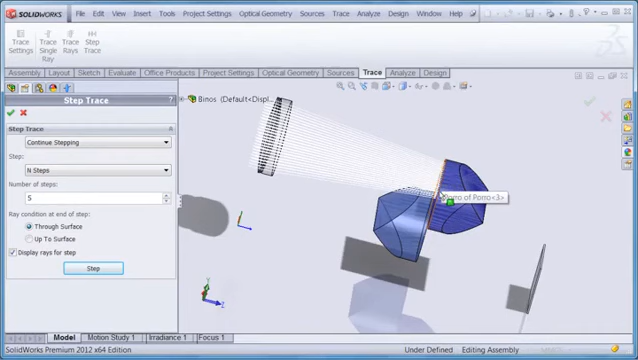 SOLIDWORKS File Edit View Insert Tools Project Settings Optical Geometry Sources Trace Analyze Window Help
Trace Settings Trace Single Ray Trace Rays Step Trace
Assembly Layout Sketch Evaluate Office Products Project Settings Optical Geometry Sources Trace Analyze Design
Binos (Default<Displ
Step Trace ?
Step Trace
Continue Stepping
Step:
N Steps
Number of steps:
5
Ray condition at end of step:
Through Surface
Up To Surface
Display rays for step
Step
Porro of Porro<3>
Y
Z
Model Motion Study 1 Irradiance 1 Focus 1
SolidWorks Premium 2012 x64 Edition Under Defined Editing Assembly